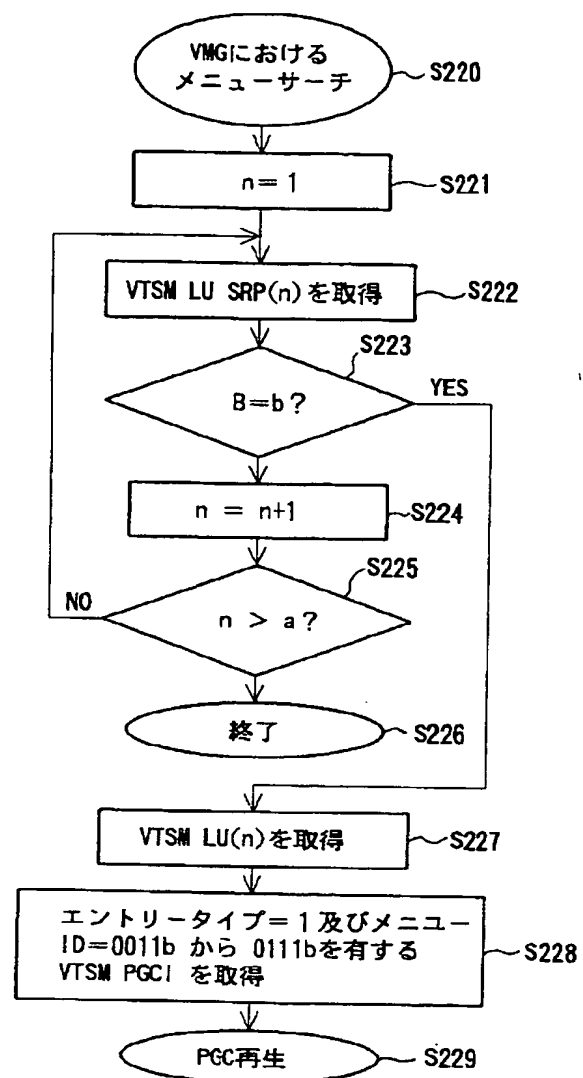 VMGにおける
メニューサーチ
S220
n= 1
S221
VTSM LU SRP(n)を取得
S222
S223
B=b?
YES
n = n+1
S224
S225
NO
n > a?
終了
S226
VTSM LU(n)を取得
S227
エントリータイプ=1及びメニュー
ID=0011b から 0111bを有する
VTSM PGCI を取得
S228
PGC再生
S229